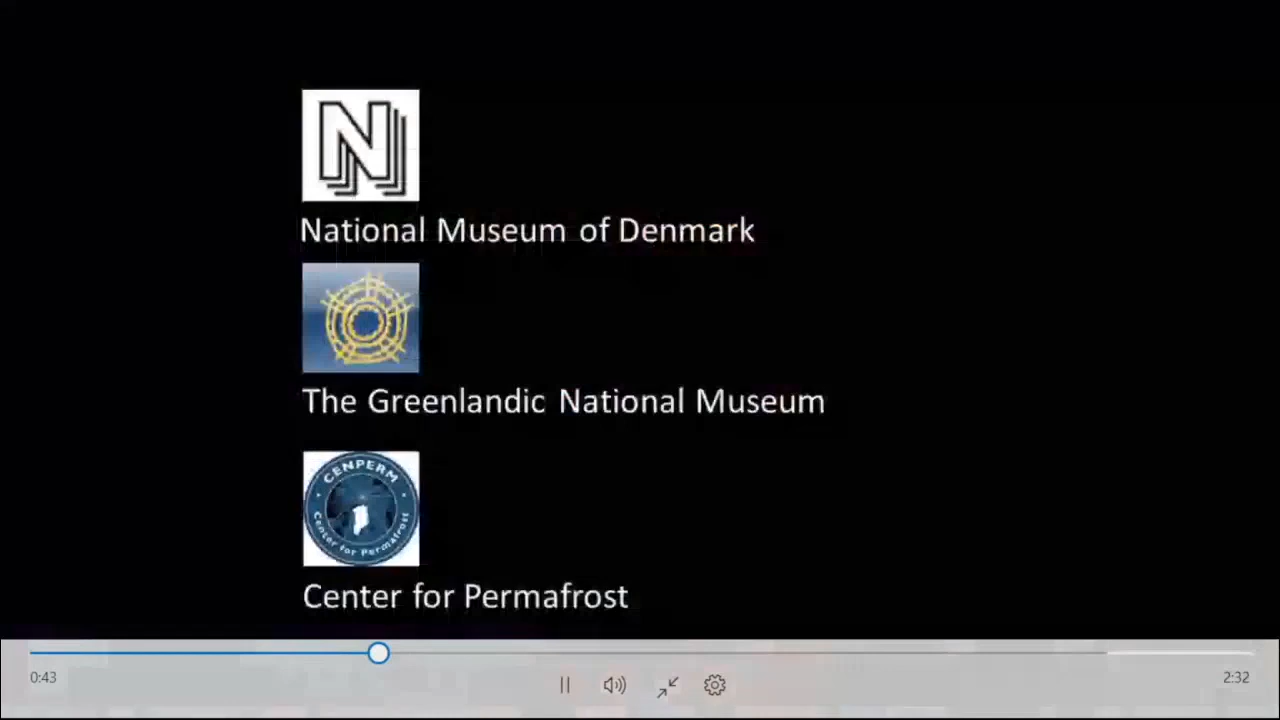 N
National Museum of Denmark
The Greenlandic National Museum
CENPERM
Center for Permafrost
Center for Permafrost
0:43
2:32